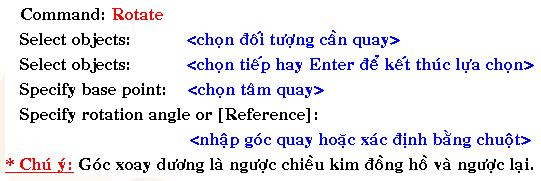 Command: Rotate
Select objects: <chọn đối tượng cần quay>
Select objects: <chọn tiếp hay Enter để kết thúc lựa chọn>
Specify base point: <chọn tâm quay>
Specify rotation angle or [Reference]:
<nhập góc quay hoặc xác định bằng chuột>
* Chú ý: Góc xoay dương là ngược chiều kim đồng hồ và ngược lại.